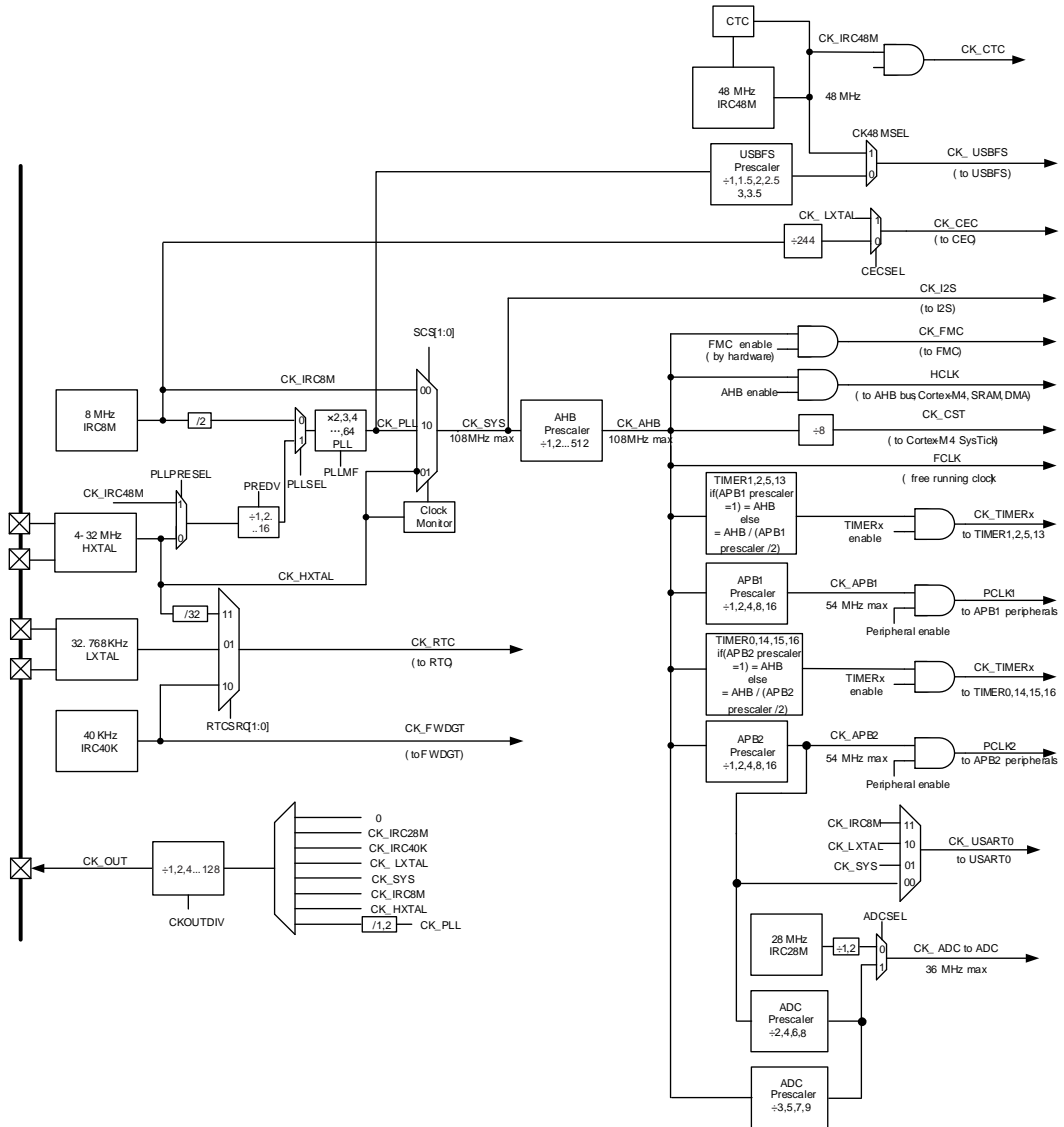 CTC
CK_IRC48M
CK_CTC
48 MHz
IRC48M
48 MHz
CK48MSEL
1
0
CK_ USBFS
( to USBFS)
USBFS
Prescaler
÷1,1.5,2,2.5
3,3.5
CK_ LXTAL
1
0
CK_CEC
( to CEC)
÷244
CECSEL
CK_I2S
(to I2S)
SCS[1:0]
FMC enable
( by hardware)
CK_FMC
(to FMC)
CK_IRC8M
00
10
01
AHB enable
HCLK
( to AHB bus,Cortex-M4, SRAM, DMA)
8 MHz
IRC8M
/2
0
1
×2,3,4
…,64
PLL
CK_PLL
CK_SYS
108MHz max
AHB
Prescaler
÷1,2...512
CK_AHB
108MHz max
÷8
CK_CST
(to Cortex-M4 SysTick)
FCLK
( free running clock)
PLLSEL
PLLMF
PLLPRESEL
PREDV
CK_IRC48M
1
0
÷1,2.
..16
Clock
Monitor
4-32 MHz
HXTAL
CK_HXTAL
TIMER1,2,5,13
if(APB1 prescaler
=1) = AHB
else
= AHB / (APB1
prescaler /2)
TIMERx
enable
CK_TIMERx
to TIMER1,2,5,13
APB1
Prescaler
÷1,2,4,8,16
CK_APB1
54 MHz max
Peripheral enable
PCLK1
to APB1 peripherals
/32
11
01
10
32.768KHz
LXTAL
CK_RTC
(to RTC)
RTCSRC[1:0]
TIMER0,14,15,16
if(APB2 prescaler
=1) = AHB
else
= AHB / (APB2
prescaler /2)
TIMERx
enable
CK_TIMERx
to TIMER0,14,15,16
40 KHz
IRC40K
CK_FWDGT
(to FWDGT)
APB2
Prescaler
÷1,2,4,8,16
CK_APB2
54 MHz max
Peripheral enable
PCLK2
to APB2 peripherals
CK_OUT
÷1,2,4...128
CKOUTDIV
0
CK_IRC28M
CK_IRC40K
CK_ LXTAL
CK_SYS
CK_IRC8M
CK_HXTAL
/1,2
CK_PLL
CK_IRC8M
CK_LXTAL
CK_SYS
11
10
01
00
CK_USART0
to USART0
ADCSEL
28 MHz
IRC28M
÷1,2
0
1
CK_ ADC to ADC
36 MHz max
ADC
Prescaler
÷2,4,6,8
ADC
Prescaler
÷3,5,7,9